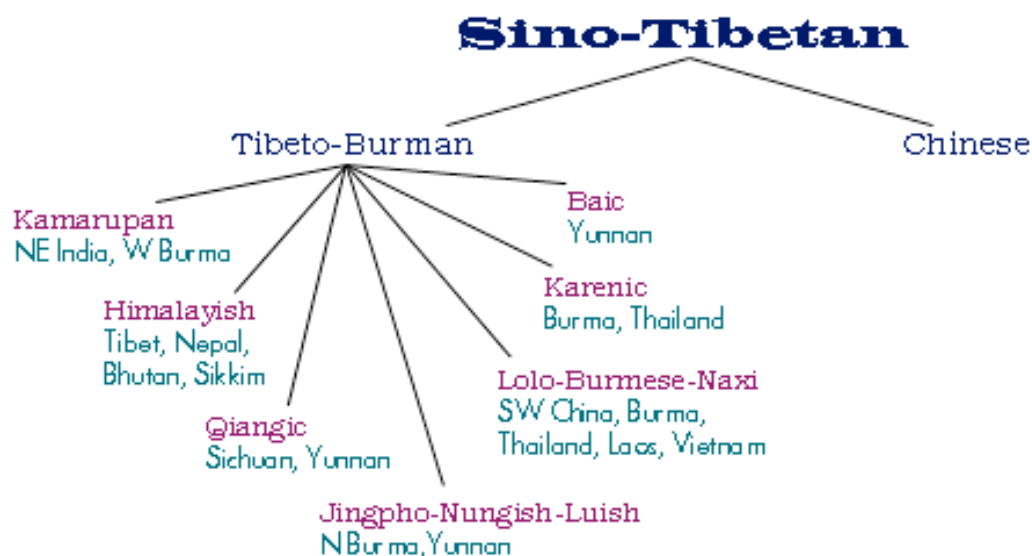 Sino-Tibetan
Tibeto-Burman
Chinese
Kamarupan
NE India, W Burma
Himalayish
Tibet, Nepal,
Bhutan, Sikkim
Qiangic
Sichuan, Yunnan
Jingpho-Nungish-Luish
N Burma, Yunnan
Lolo-Burmese-Naxi
SW China, Burma,
Thailand, Laos, Vietnam
Karenic
Burma, Thailand
Baic
Yunnan